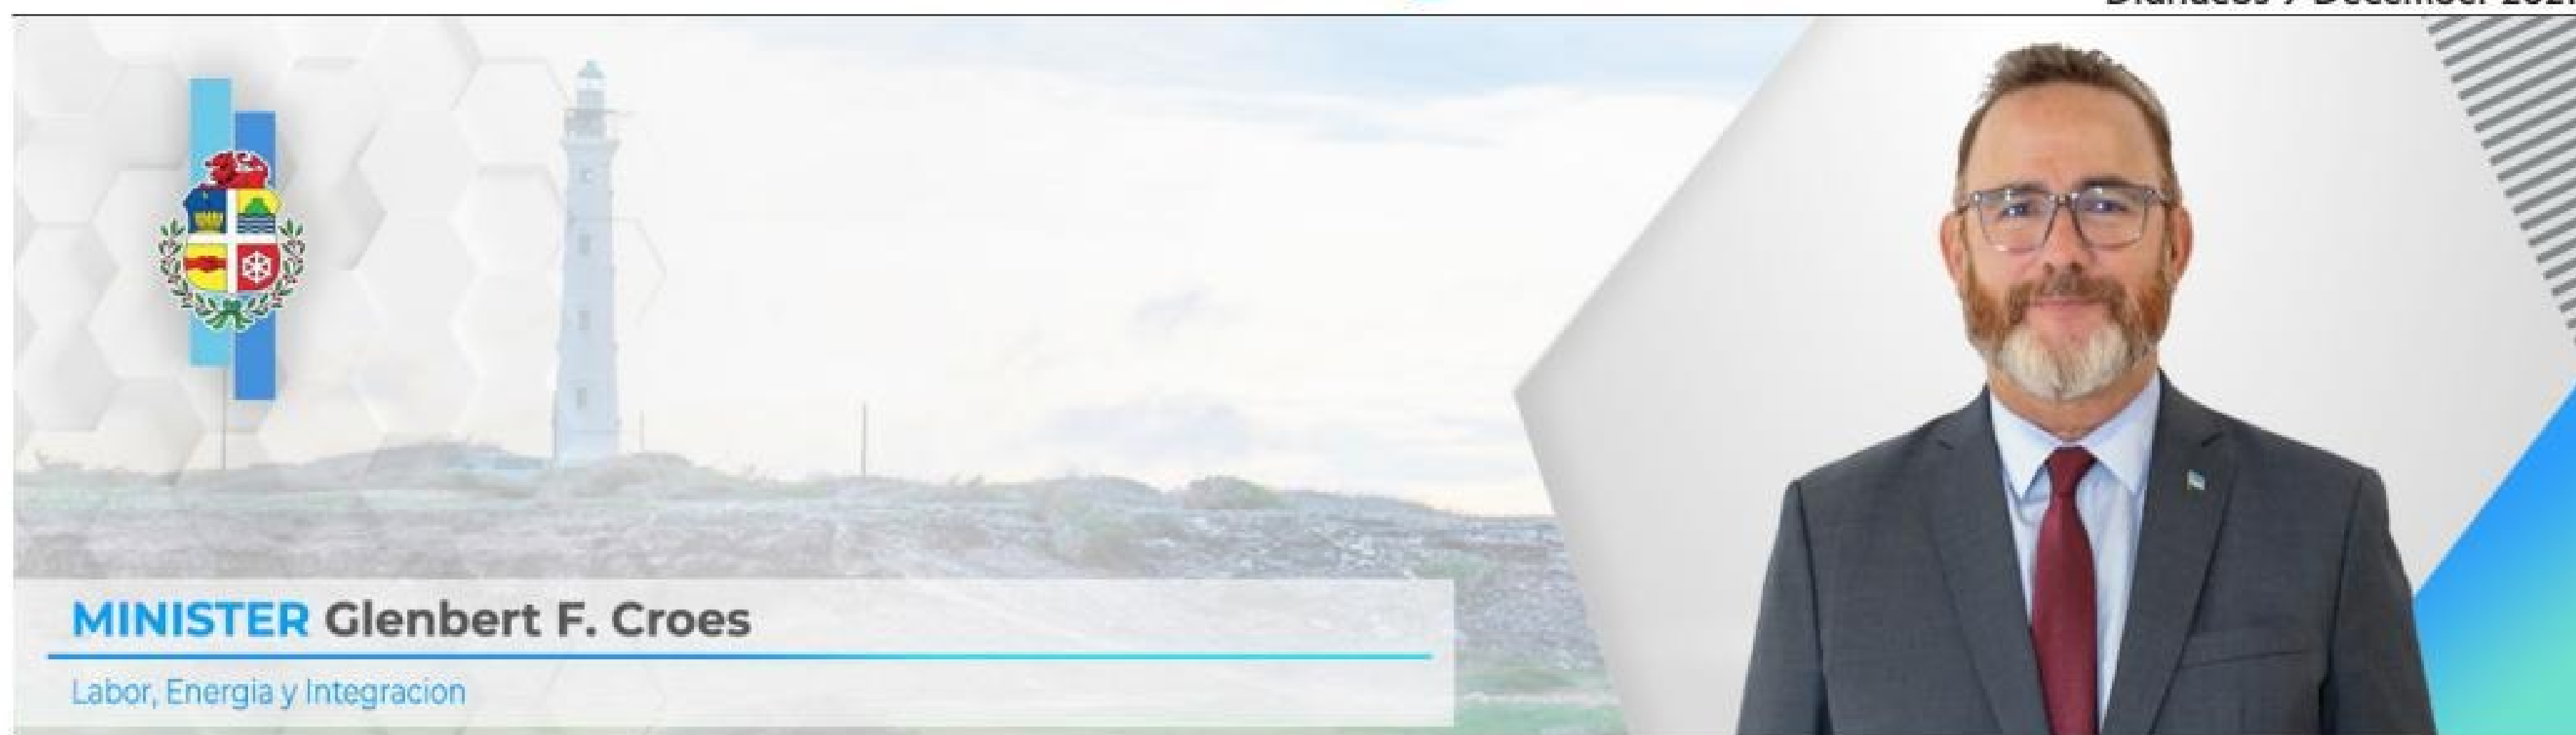 MINISTER Glenbert F. Croes
Labor, Energia y Integracion